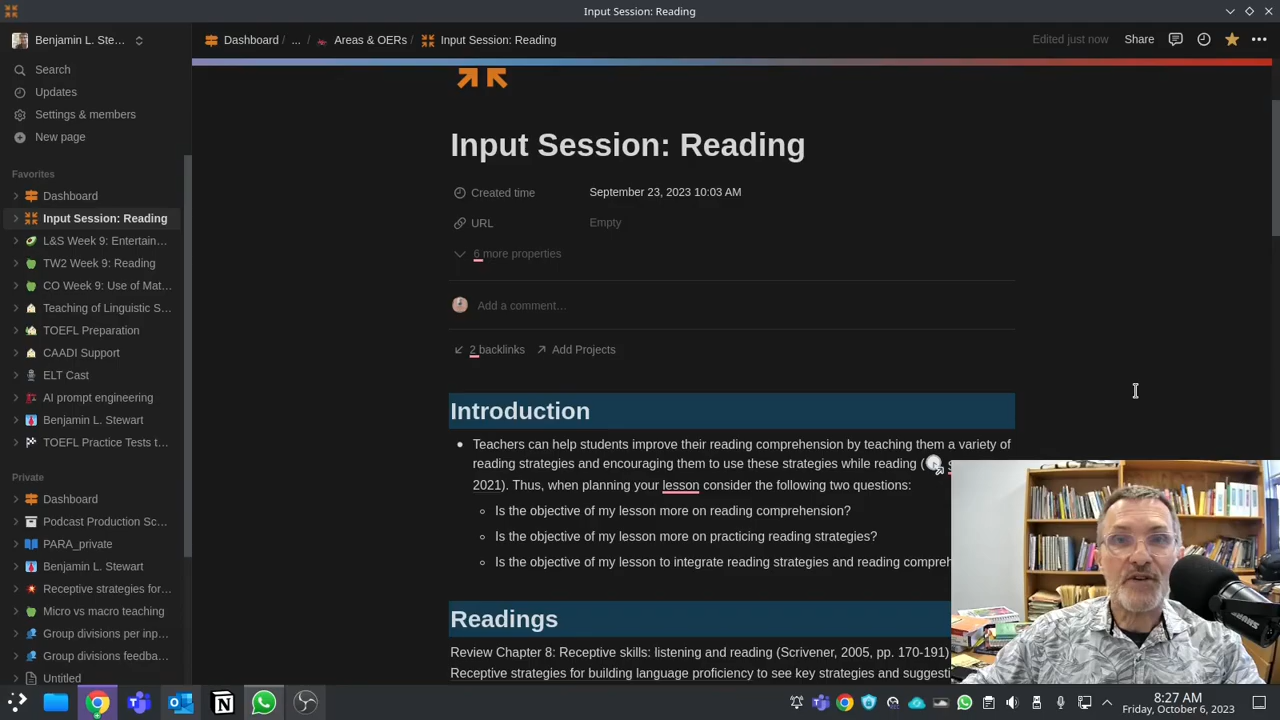 Input Session: Reading
Benjamin L. Ste...
Dashboard / ... / Areas & OERs / Input Session: Reading
Edited just now
Share
Search
Updates
Settings & members
New page
Favorites
Dashboard
Input Session: Reading
L&S Week 9: Entertain...
TW2 Week 9: Reading
CO Week 9: Use of Mat...
Teaching of Linguistic S...
TOEFL Preparation
CAADI Support
ELT Cast
AI prompt engineering
Benjamin L. Stewart
TOEFL Practice Tests t...
Private
Dashboard
Podcast Production Sc...
PARA_private
Benjamin L. Stewart
Receptive strategies for...
Micro vs macro teaching
Group divisions per inp...
Group divisions feedba...
Untitled
Input Session: Reading
Created time September 23, 2023 10:03 AM
URL Empty
6 more properties
Add a comment...
2 backlinks Add Projects
Introduction
Teachers can help students improve their reading comprehension by teaching them a variety of
reading strategies and encouraging them to use these strategies while reading (
2021). Thus, when planning your lesson consider the following two questions:
Is the objective of my lesson more on reading comprehension?
Is the objective of my lesson more on practicing reading strategies?
Is the objective of my lesson to integrate reading strategies and reading compreh
Readings
Review Chapter 8: Receptive skills: listening and reading (Scrivener, 2005, pp. 170-191)
Receptive strategies for building language proficiency to see key strategies and suggesti
8:27 AM
Friday, October 6, 2023